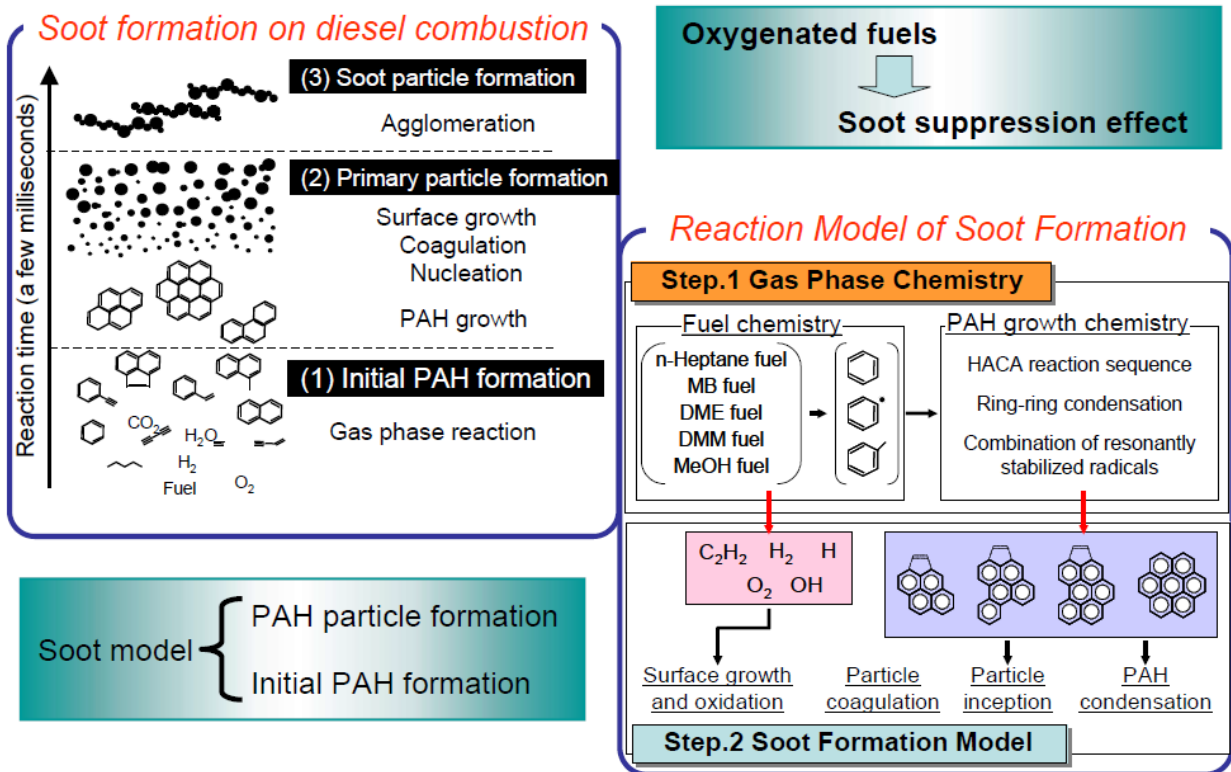 Soot formation on diesel combustion
Reaction time (a few milliseconds)
(3) Soot particle formation
Agglomeration
(2) Primary particle formation
Surface growth
Coagulation
Nucleation
PAH growth
(1) Initial PAH formation
Gas phase reaction
CO2
H2O
H2
Fuel
O2
Oxygenated fuels
Soot suppression effect
Soot model
PAH particle formation
Initial PAH formation
Reaction Model of Soot Formation
Step.1 Gas Phase Chemistry
Fuel chemistry
n-Heptane fuel
MB fuel
DME fuel
DMM fuel
MeOH fuel
PAH growth chemistry
HACA reaction sequence
Ring-ring condensation
Combination of resonantly
stabilized radicals
C2H2 H2 H
O2 OH
Surface growth
and oxidation
Particle
coagulation
Particle
inception
PAH
condensation
Step.2 Soot Formation Model